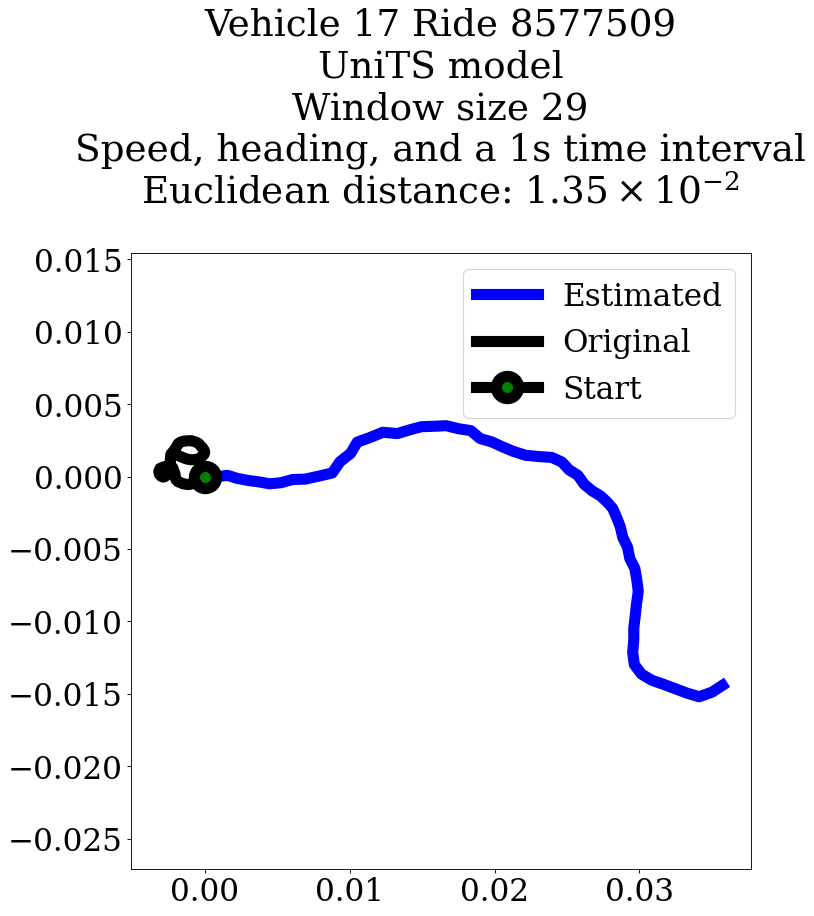 Vehicle 17 Ride 8577509
UniTS model
Window size 29
Speed, heading, and a 1s time interval
Euclidean distance: 1.35 × 10⁻²
0.015
0.010
0.005
0.000
−0.005
−0.010
−0.015
−0.020
−0.025
Estimated
Original
Start
0.00 0.01 0.02 0.03